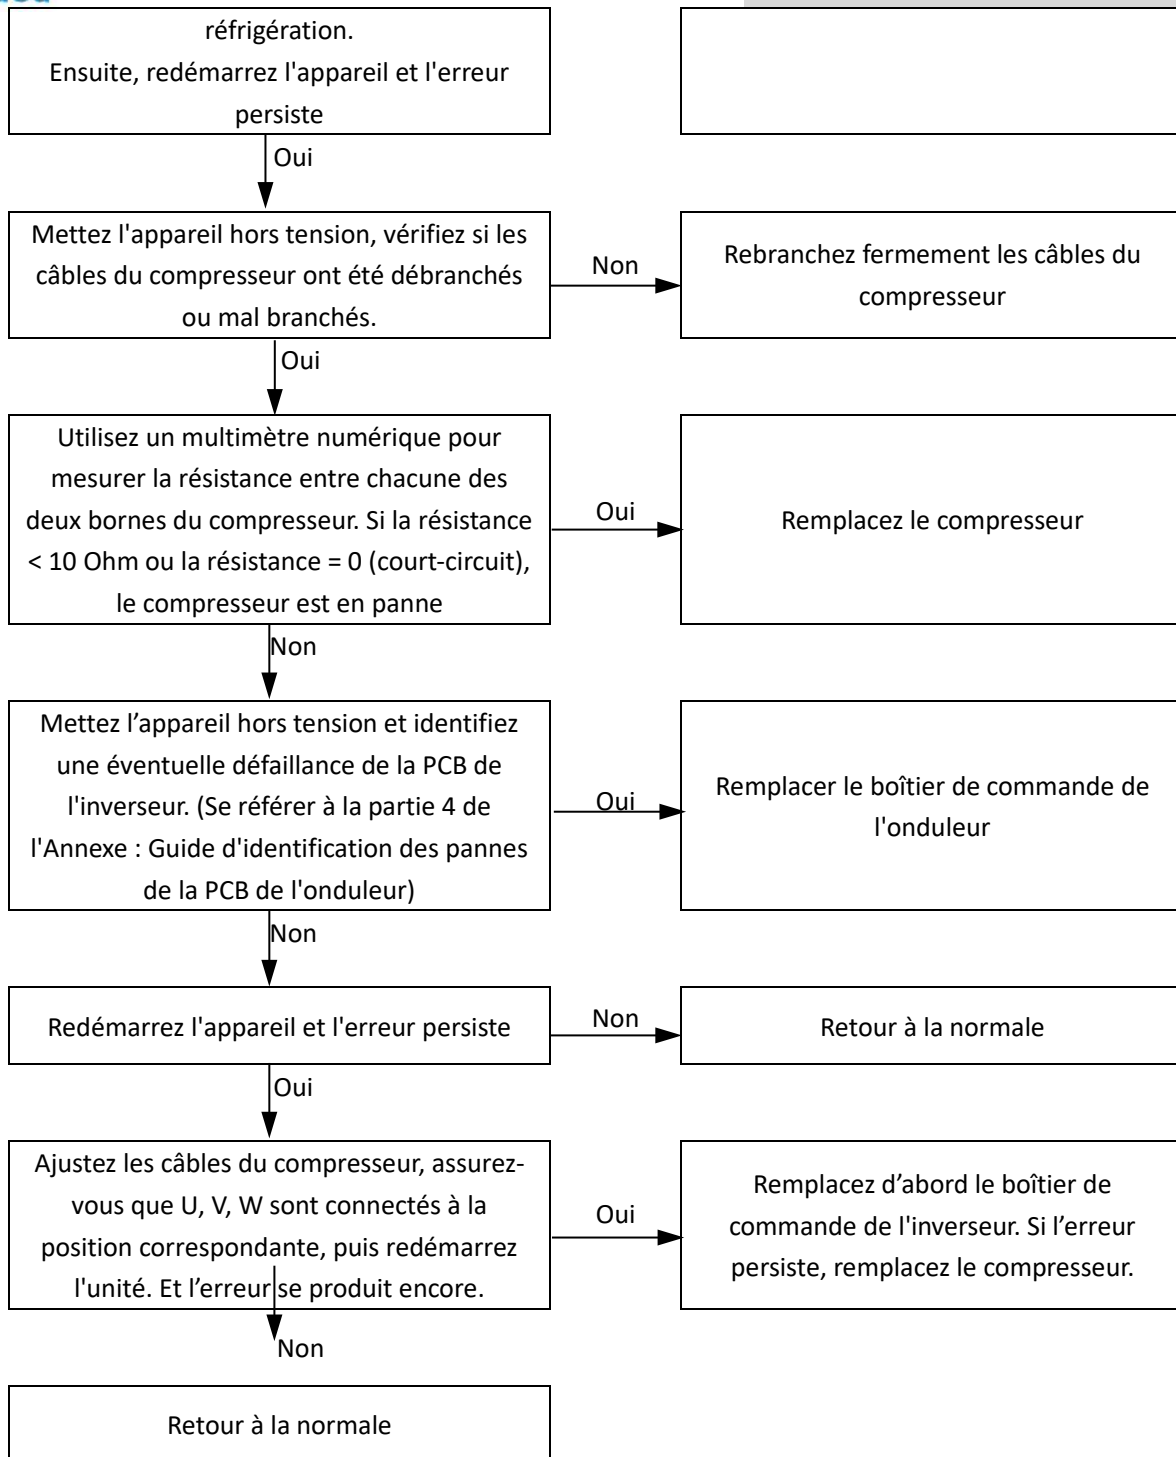 réfrigération.
Ensuite, redémarrez l'appareil et l'erreur
persiste
Oui
Mettez l'appareil hors tension, vérifiez si les
câbles du compresseur ont été débranchés
ou mal branchés.
Non
Rebranchez fermement les câbles du
compresseur
Oui
Utilisez un multimètre numérique pour
mesurer la résistance entre chacune des
deux bornes du compresseur. Si la résistance
< 10 Ohm ou la résistance = 0 (court-circuit),
le compresseur est en panne
Oui
Remplacez le compresseur
Non
Mettez l’appareil hors tension et identifiez
une éventuelle défaillance de la PCB de
l'inverseur. (Se référer à la partie 4 de
l'Annexe : Guide d'identification des pannes
de la PCB de l'onduleur)
Oui
Remplacer le boîtier de commande de
l'onduleur
Non
Redémarrez l'appareil et l'erreur persiste
Non
Retour à la normale
Oui
Ajustez les câbles du compresseur, assurez-
vous que U, V, W sont connectés à la
position correspondante, puis redémarrez
l'unité. Et l’erreur se produit encore.
Oui
Remplacez d’abord le boîtier de
commande de l'inverseur. Si l’erreur
persiste, remplacez le compresseur.
Non
Retour à la normale